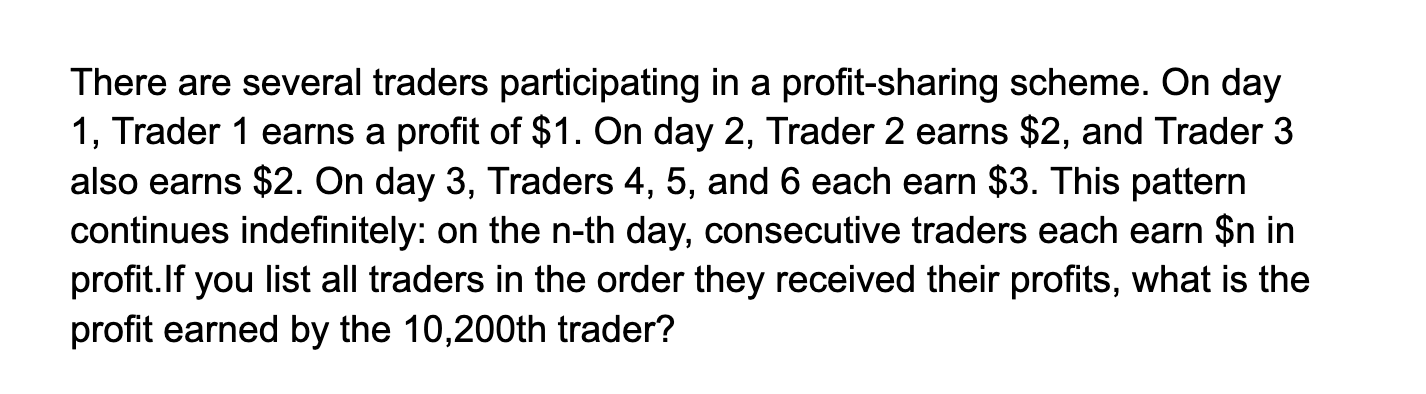 There are several traders participating in a profit-sharing scheme. On day
1, Trader 1 earns a profit of $1. On day 2, Trader 2 earns $2, and Trader 3
also earns $2. On day 3, Traders 4, 5, and 6 each earn $3. This pattern
continues indefinitely: on the n-th day, consecutive traders each earn $n in
profit.If you list all traders in the order they received their profits, what is the
profit earned by the 10,200th trader?